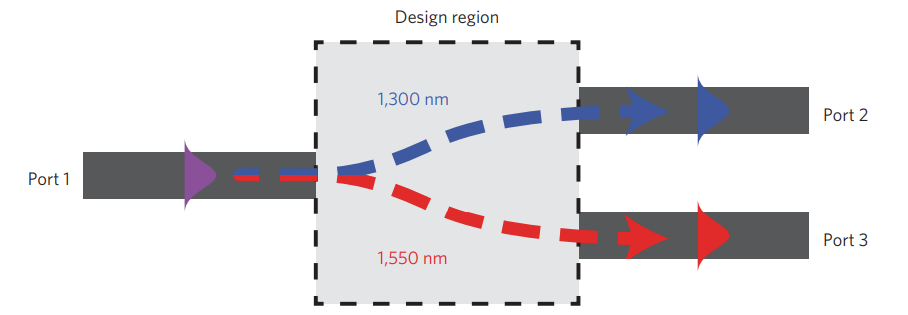 Design region
1,300 nm
Port 2
Port 1
Port 3
1,550 nm